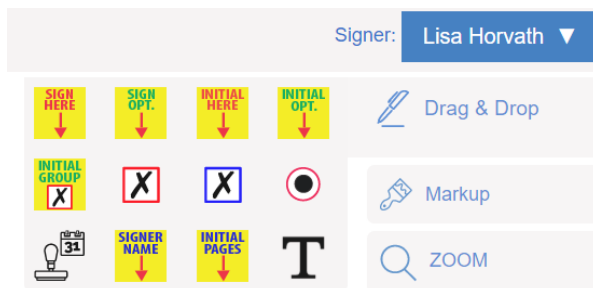 Signer: Lisa Horvath ▼
SIGN
HERE
SIGN
OPT.
INITIAL
HERE
INITIAL
OPT.
Drag & Drop
INITIAL
GROUP
X
X
X
Markup
31
SIGNER
NAME
INITIAL
PAGES
T
ZOOM